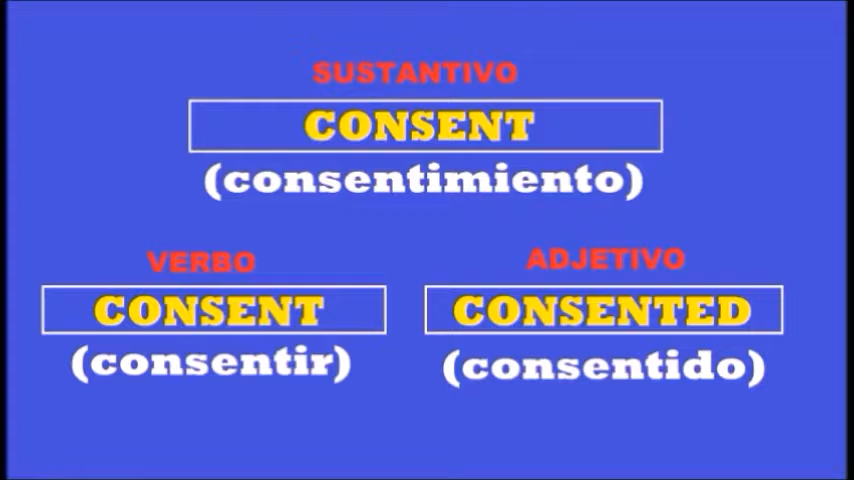 SUSTANTIVO
CONSENT
(consentimiento)
VERBO
CONSENT
(consentir)
ADJETIVO
CONSENTED
(consentido)